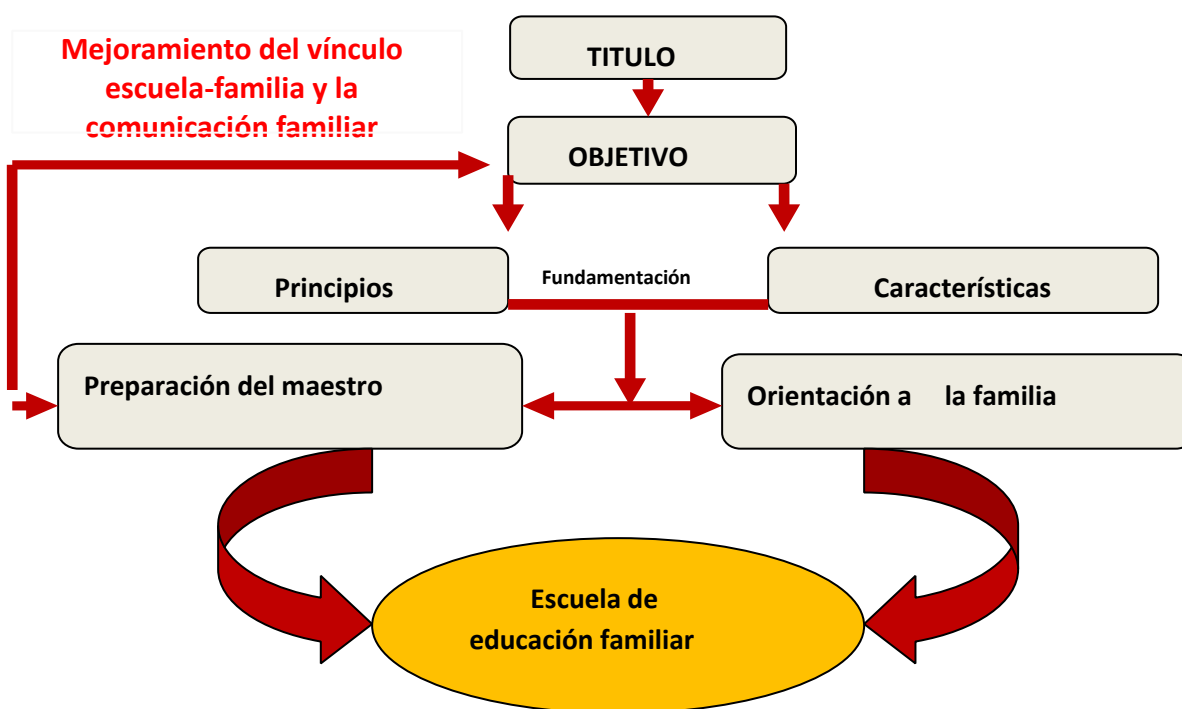 Mejoramiento del vínculo
escuela-familia y la
comunicación familiar
TITULO
OBJETIVO
Principios
Fundamentación
Características
Preparación del maestro
Orientación a la familia
Escuela de
educación familiar